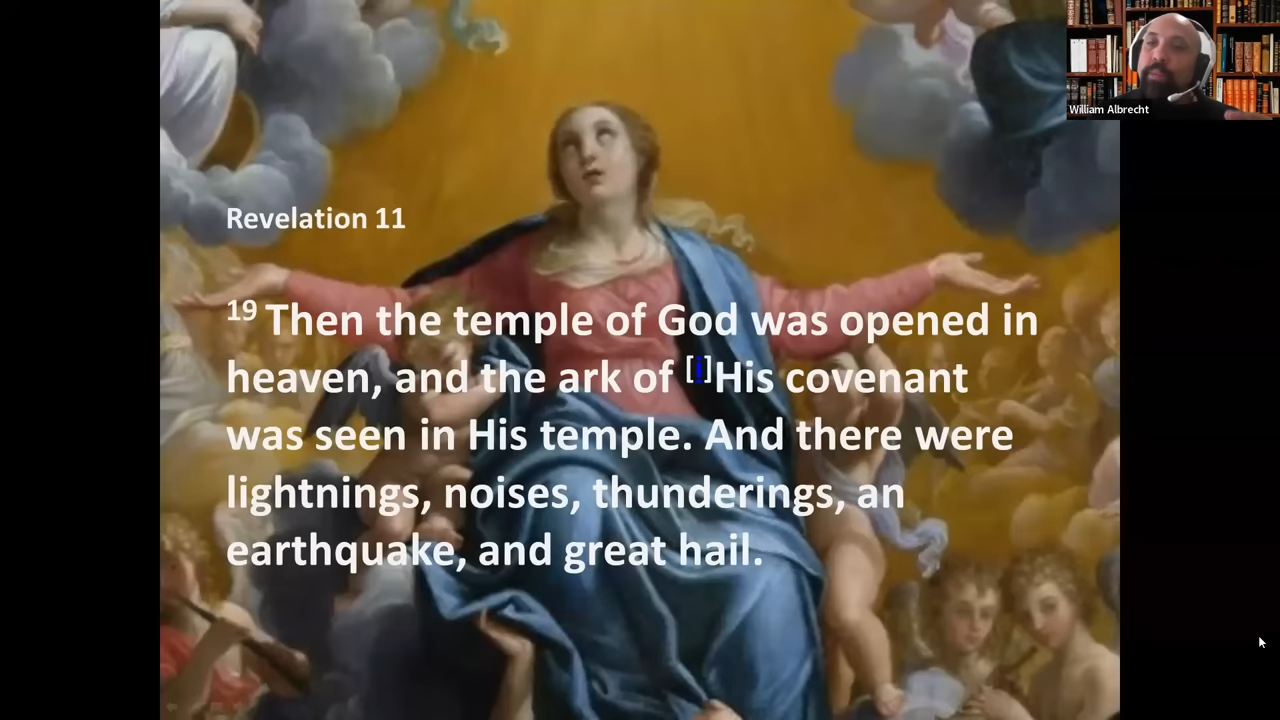 William Albrecht
Revelation 11
19 Then the temple of God was opened in
heaven, and the ark of [l]His covenant
was seen in His temple. And there were
lightnings, noises, thunderings, an
earthquake, and great hail.